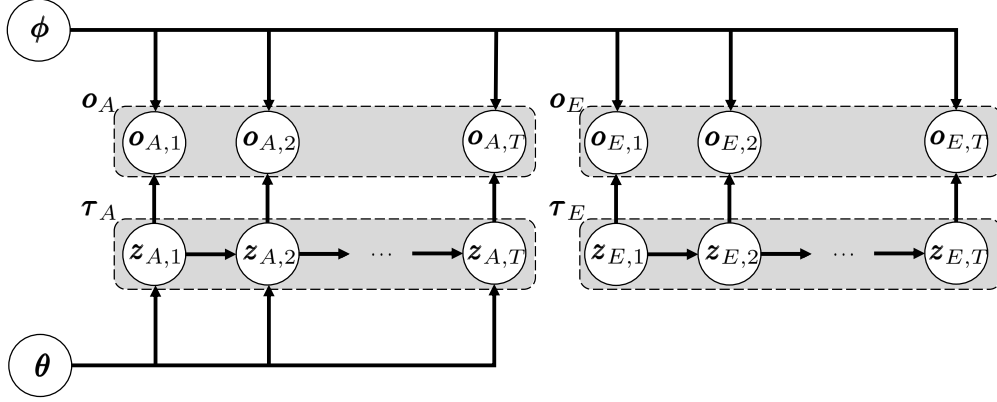 ϕ
o_A o_E
o_{A,1} o_{A,2} o_{A,T} o_{E,1} o_{E,2} o_{E,T}
τ_A τ_E
z_{A,1} z_{A,2} ⋯ z_{A,T} z_{E,1} z_{E,2} ⋯ z_{E,T}
θ